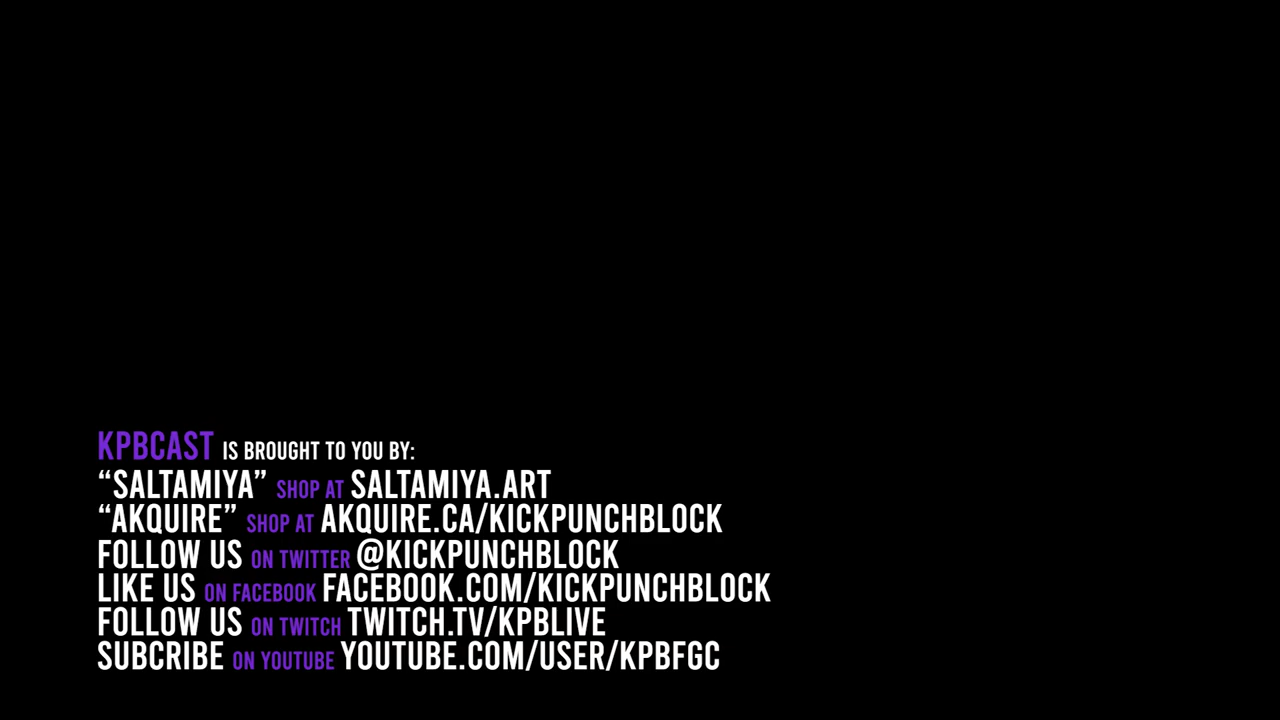 KPBCAST IS BROUGHT TO YOU BY:
“SALTAMIYA” SHOP AT SALTAMIYA.ART
“AKQUIRE” SHOP AT AKQUIRE.CA/KICKPUNCHBLOCK
FOLLOW US ON TWITTER @KICKPUNCHBLOCK
LIKE US ON FACEBOOK FACEBOOK.COM/KICKPUNCHBLOCK
FOLLOW US ON TWITCH TWITCH.TV/KPBLIVE
SUBCRIBE ON YOUTUBE YOUTUBE.COM/USER/KPBFGC